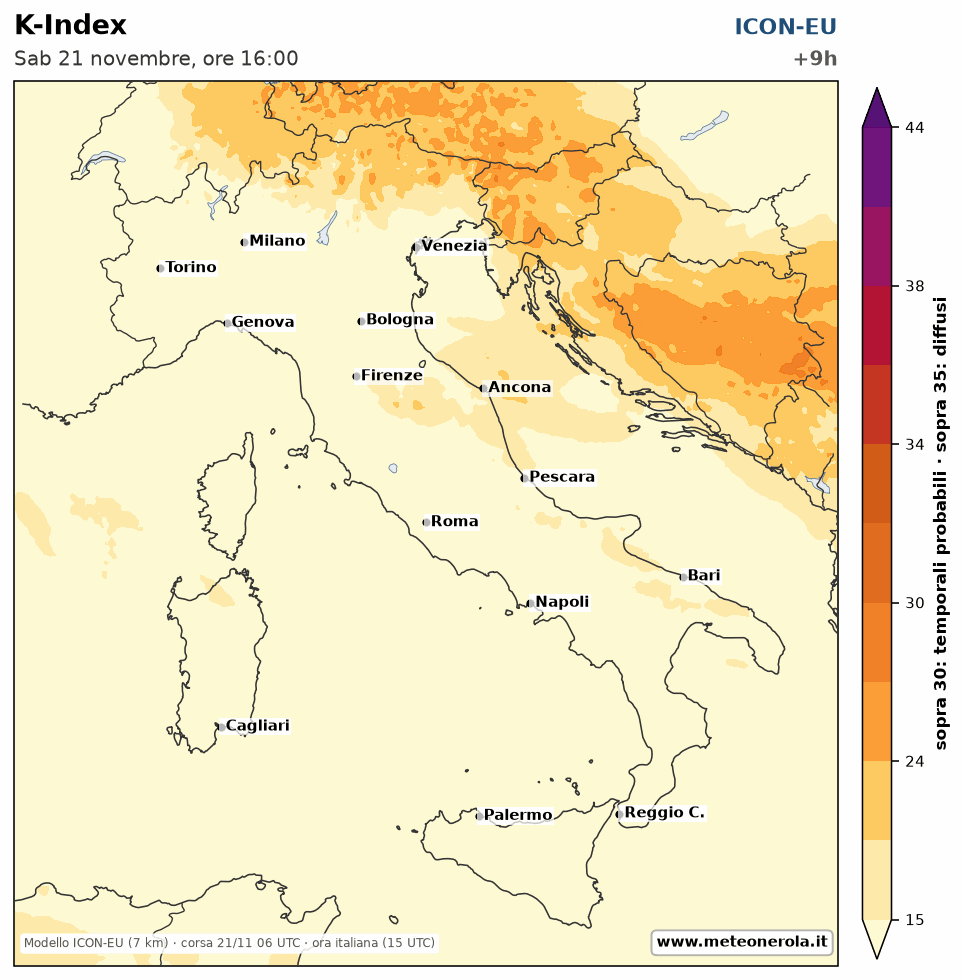 K-Index
ICON-EU
Sab 21 novembre, ore 16:00
+9h
44
38
34
30
24
15
sopra 30: temporali probabili · sopra 35: diffusi
Milano
Venezia
Torino
Genova
Bologna
Firenze
Ancona
Pescara
Roma
Bari
Napoli
Cagliari
Palermo
Reggio C.
Modello ICON-EU (7 km) · corsa 21/11 06 UTC · ora italiana (15 UTC)
www.meteonerola.it